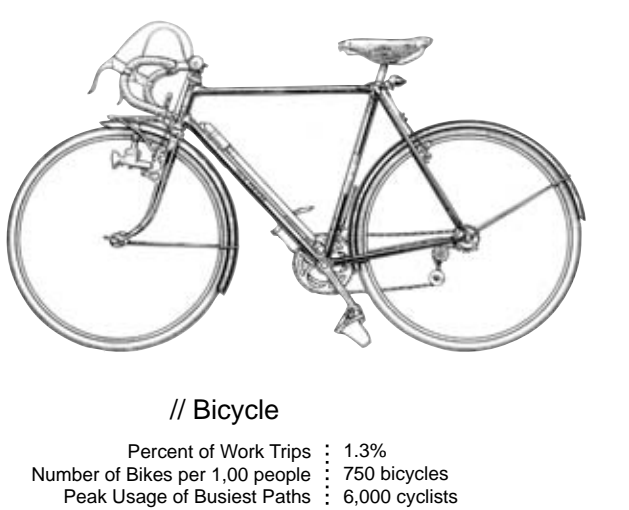 // Bicycle
Percent of Work Trips : 1.3%
Number of Bikes per 1,00 people : 750 bicycles
Peak Usage of Busiest Paths : 6,000 cyclists